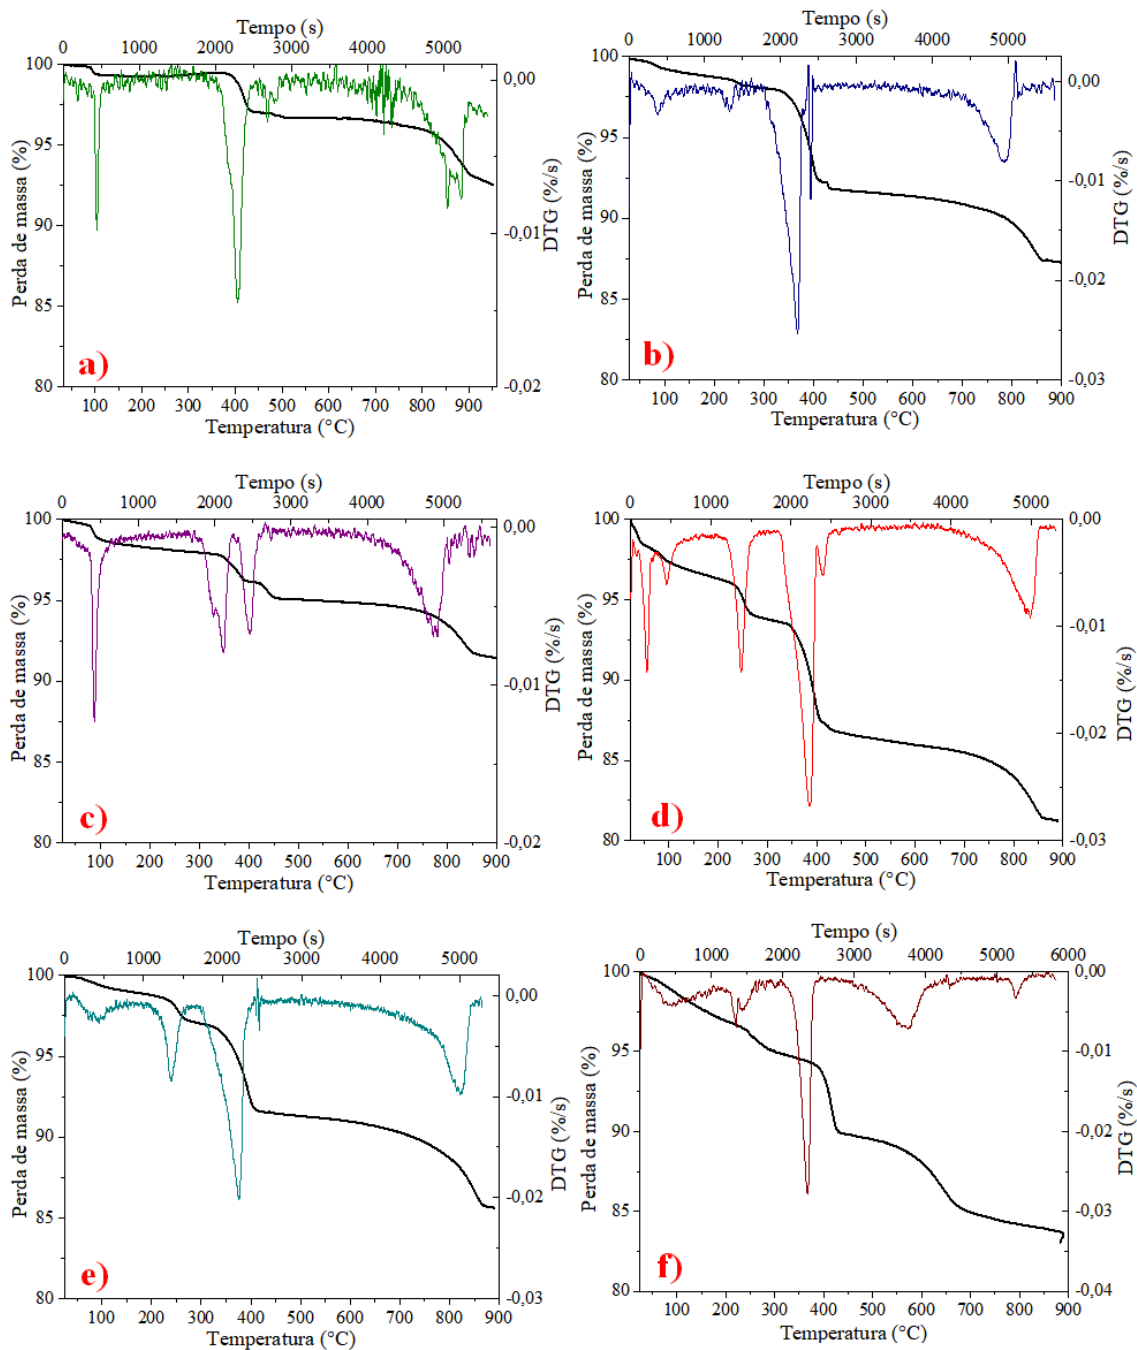 Tempo (s)
0 1000 2000 3000 4000 5000
100 95 90 85 80
Perda de massa (%)
0,00 -0,01 -0,02
DTG (%/s)
a)
100 200 300 400 500 600 700 800 900
Temperatura (°C)
Tempo (s)
0 1000 2000 3000 4000 5000
100 95 90 85 80
Perda de massa (%)
0,00 -0,01 -0,02 -0,03
DTG (%/s)
b)
100 200 300 400 500 600 700 800 900
Temperatura (°C)
Tempo (s)
0 1000 2000 3000 4000 5000
100 95 90 85 80
Perda de massa (%)
0,00 -0,01 -0,02
DTG (%/s)
c)
100 200 300 400 500 600 700 800 900
Temperatura (°C)
Tempo (s)
0 1000 2000 3000 4000 5000
100 95 90 85 80
Perda de massa (%)
0,00 -0,01 -0,02 -0,03
DTG (%/s)
d)
100 200 300 400 500 600 700 800 900
Temperatura (°C)
Tempo (s)
0 1000 2000 3000 4000 5000
100 95 90 85 80
Perda de massa (%)
0,00 -0,01 -0,02 -0,03
DTG (%/s)
e)
100 200 300 400 500 600 700 800 900
Temperatura (°C)
Tempo (s)
0 1000 2000 3000 4000 5000 6000
100 95 90 85 80
Perda de massa (%)
0,00 -0,01 -0,02 -0,03 -0,04
DTG (%/s)
f)
100 200 300 400 500 600 700 800 900
Temperatura (°C)